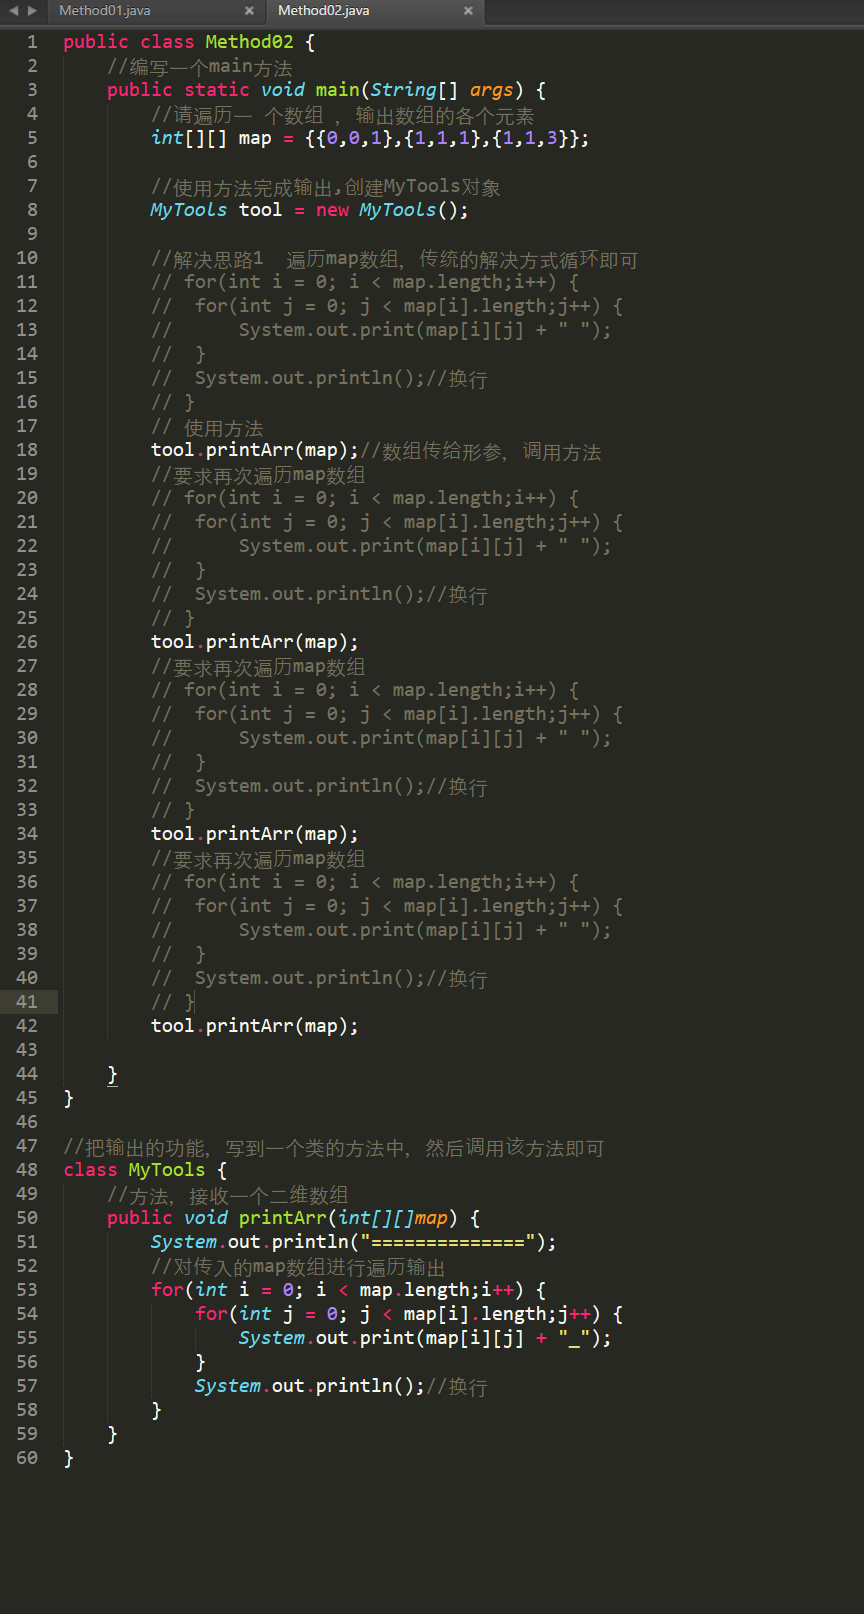 Method01.java × Method02.java ×
1 public class Method02 {
2     //编写一个main方法
3     public static void main(String[] args) {
4         //请遍历一 个数组 ，输出数组的各个元素
5         int[][] map = {{0,0,1},{1,1,1},{1,1,3}};
6
7         //使用方法完成输出,创建MyTools对象
8         MyTools tool = new MyTools();
9
10         //解决思路1  遍历map数组，传统的解决方式循环即可
11         // for(int i = 0; i < map.length;i++) {
12         //  for(int j = 0; j < map[i].length;j++) {
13         //      System.out.print(map[i][j] + " ");
14         //  }
15         //  System.out.println();//换行
16         // }
17         // 使用方法
18         tool.printArr(map);//数组传给形参，调用方法
19         //要求再次遍历map数组
20         // for(int i = 0; i < map.length;i++) {
21         //  for(int j = 0; j < map[i].length;j++) {
22         //      System.out.print(map[i][j] + " ");
23         //  }
24         //  System.out.println();//换行
25         // }
26         tool.printArr(map);
27         //要求再次遍历map数组
28         // for(int i = 0; i < map.length;i++) {
29         //  for(int j = 0; j < map[i].length;j++) {
30         //      System.out.print(map[i][j] + " ");
31         //  }
32         //  System.out.println();//换行
33         // }
34         tool.printArr(map);
35         //要求再次遍历map数组
36         // for(int i = 0; i < map.length;i++) {
37         //  for(int j = 0; j < map[i].length;j++) {
38         //      System.out.print(map[i][j] + " ");
39         //  }
40         //  System.out.println();//换行
41         // }
42         tool.printArr(map);
43
44     }
45 }
46
47 //把输出的功能，写到一个类的方法中，然后调用该方法即可
48 class MyTools {
49     //方法，接收一个二维数组
50     public void printArr(int[][]map) {
51         System.out.println("==============");
52         //对传入的map数组进行遍历输出
53         for(int i = 0; i < map.length;i++) {
54             for(int j = 0; j < map[i].length;j++) {
55                 System.out.print(map[i][j] + "_");
56             }
57             System.out.println();//换行
58         }
59     }
60 }